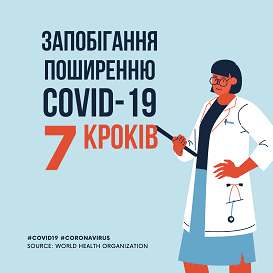 ЗАПОБІГАННЯ
ПОШИРЕННЮ
COVID-19
7 КРОКІВ
#COVID19 #CORONAVIRUS
SOURCE: WORLD HEALTH ORGANIZATION